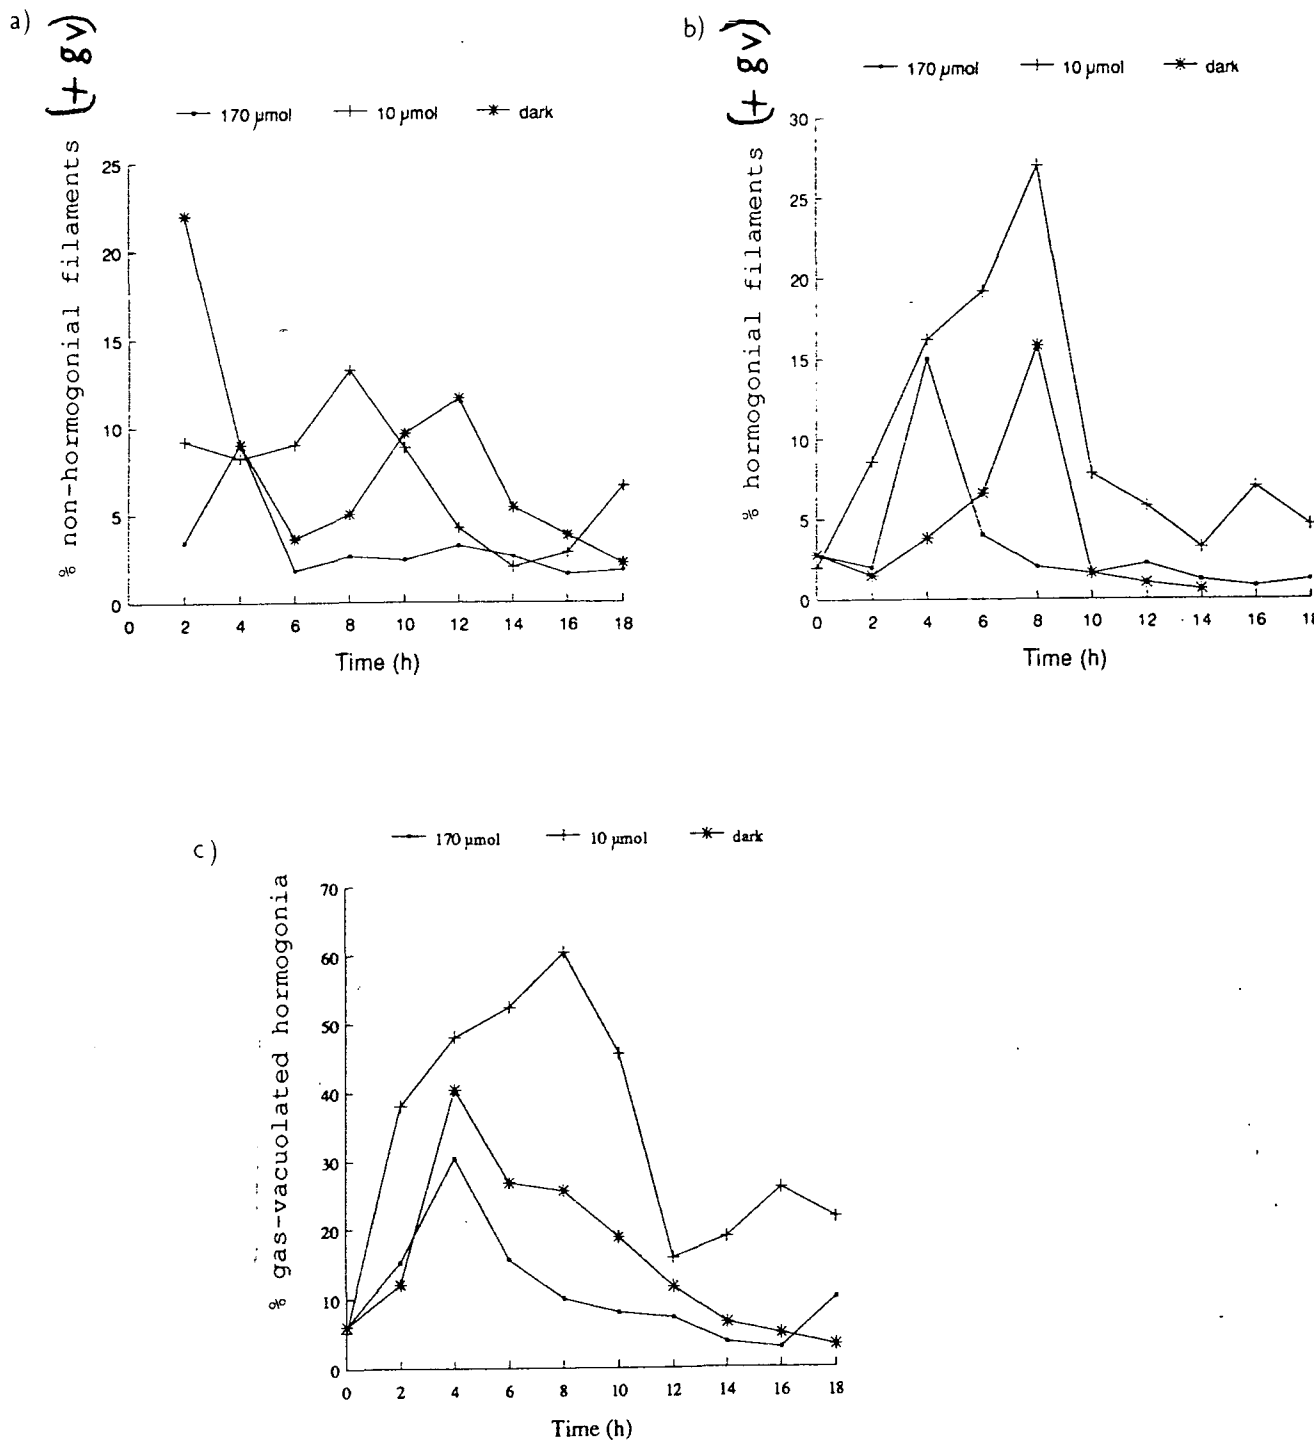 a)
% non-hormogonial filaments (+gv)
170 µmol 10 µmol dark
25
20
15
10
5
0
0 2 4 6 8 10 12 14 16 18
Time (h)
b)
% hormogonial filaments (+gv)
170 µmol 10 µmol dark
30
25
20
15
10
5
0
0 2 4 6 8 10 12 14 16 18
Time (h)
c)
% gas-vacuolated hormogonia
170 µmol 10 µmol dark
70
60
50
40
30
20
10
0
0 2 4 6 8 10 12 14 16 18
Time (h)